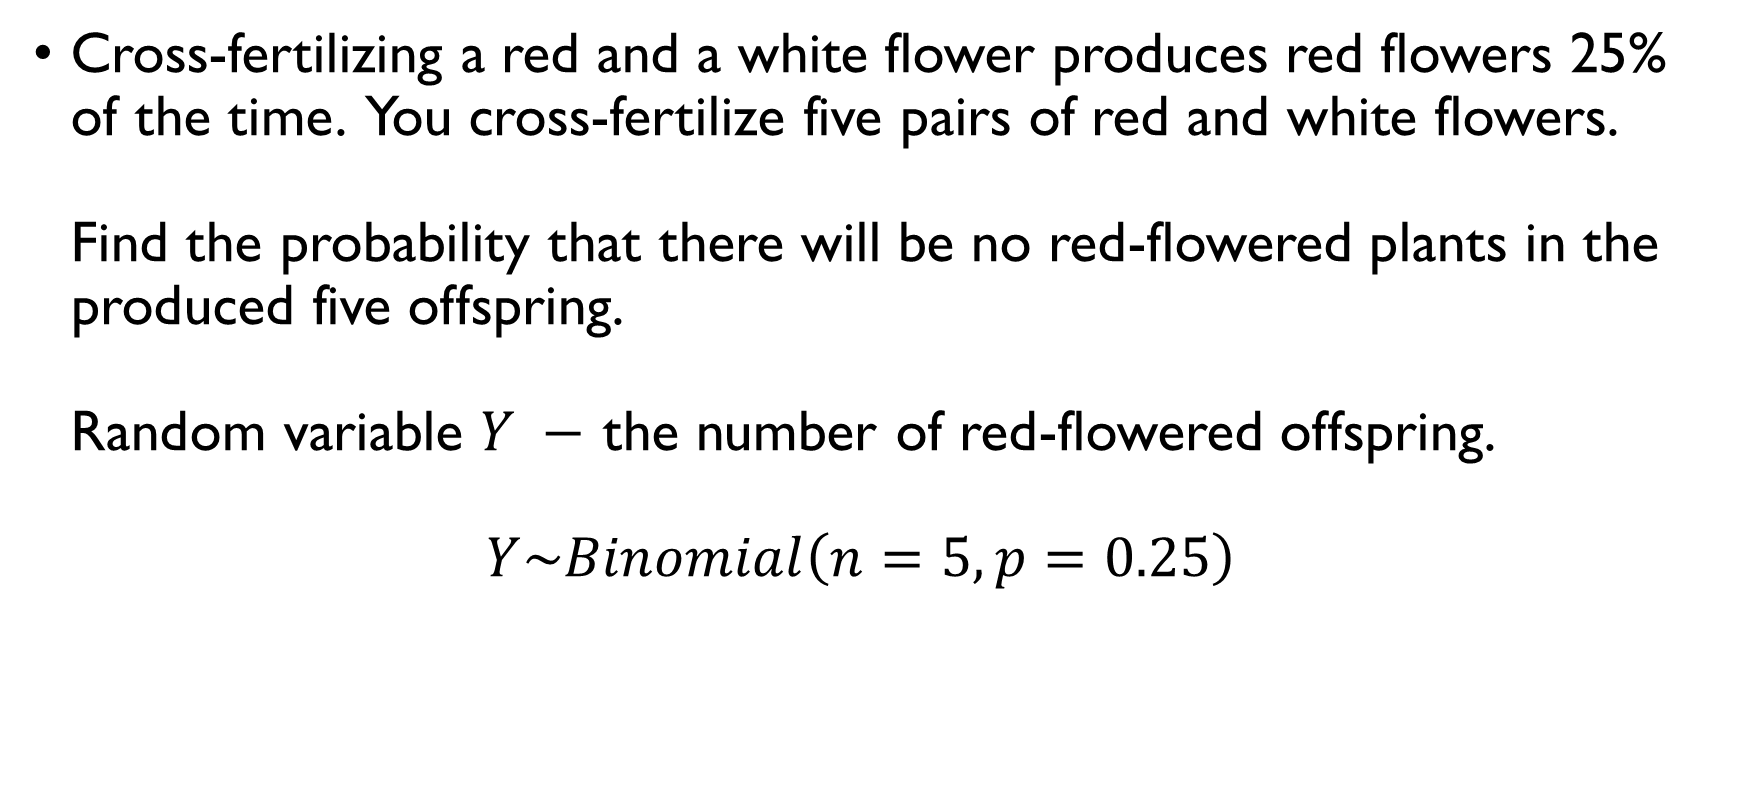 • Cross-fertilizing a red and a white flower produces red flowers 25%
of the time. You cross-fertilize five pairs of red and white flowers.
Find the probability that there will be no red-flowered plants in the
produced five offspring.
Random variable Y – the number of red-flowered offspring.
Y~Binomial(n = 5, p = 0.25)